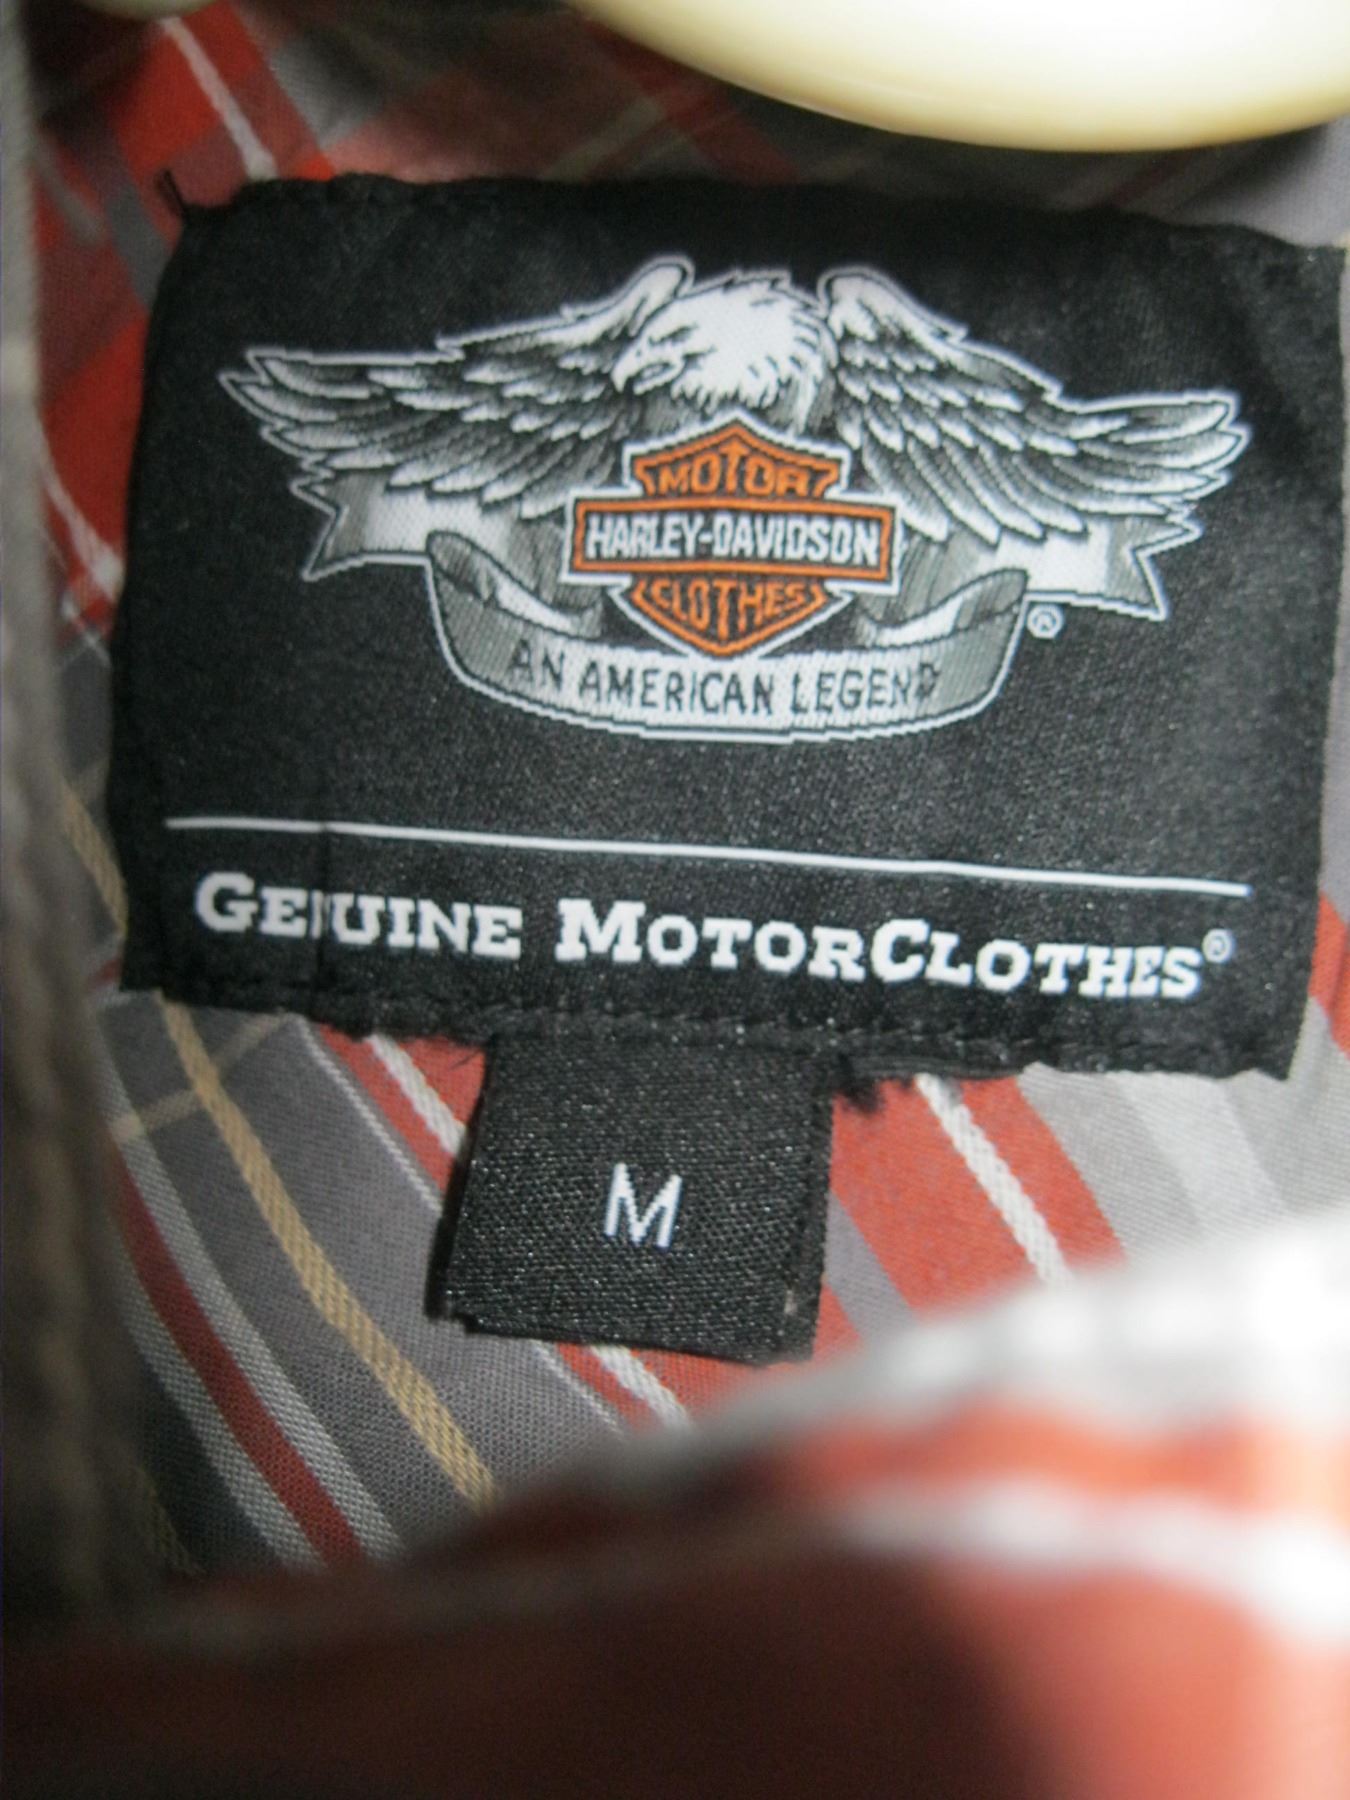 MOTOR
HARLEY-DAVIDSON
CLOTHES
®
AN AMERICAN LEGEND
GENUINE MOTORCLOTHES®
M